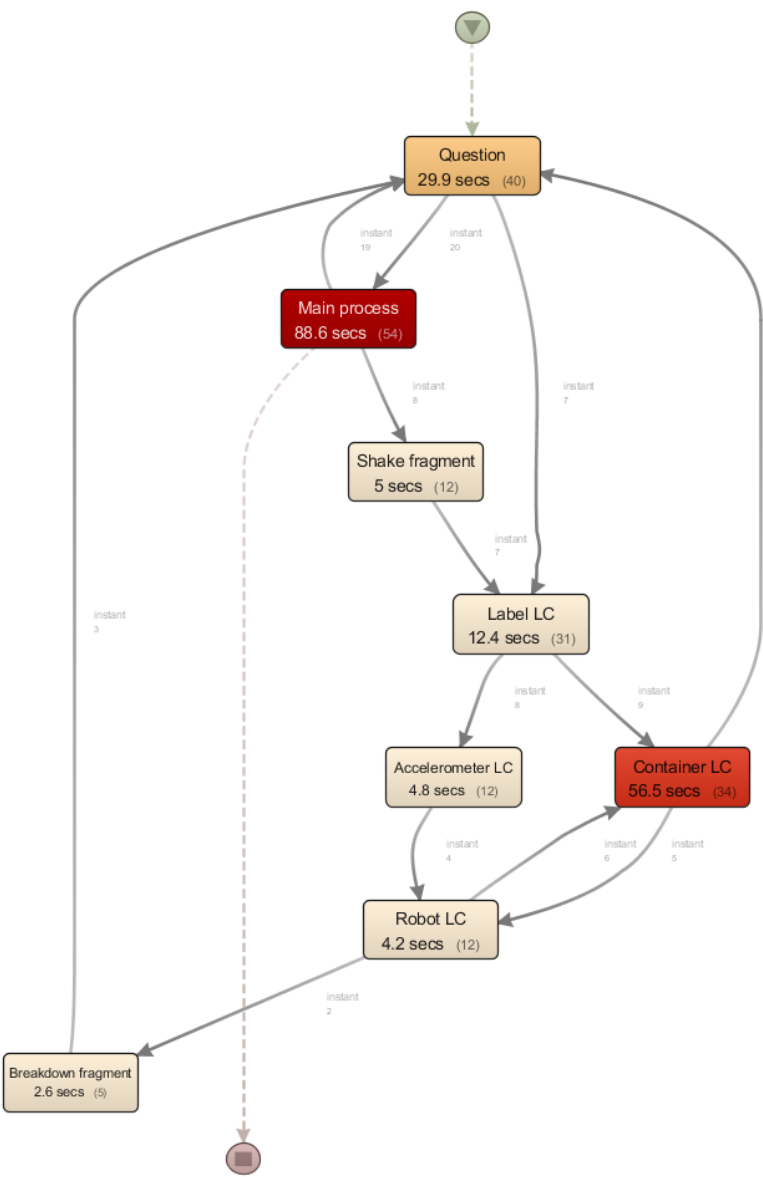 Question
29.9 secs (40)
instant
19
instant
20
Main process
88.6 secs (54)
instant
8
instant
7
Shake fragment
5 secs (12)
instant
7
instant
3
Label LC
12.4 secs (31)
instant
8
instant
9
Accelerometer LC
4.8 secs (12)
Container LC
56.5 secs (34)
instant
4
instant
6
instant
5
Robot LC
4.2 secs (12)
instant
2
Breakdown fragment
2.6 secs (5)